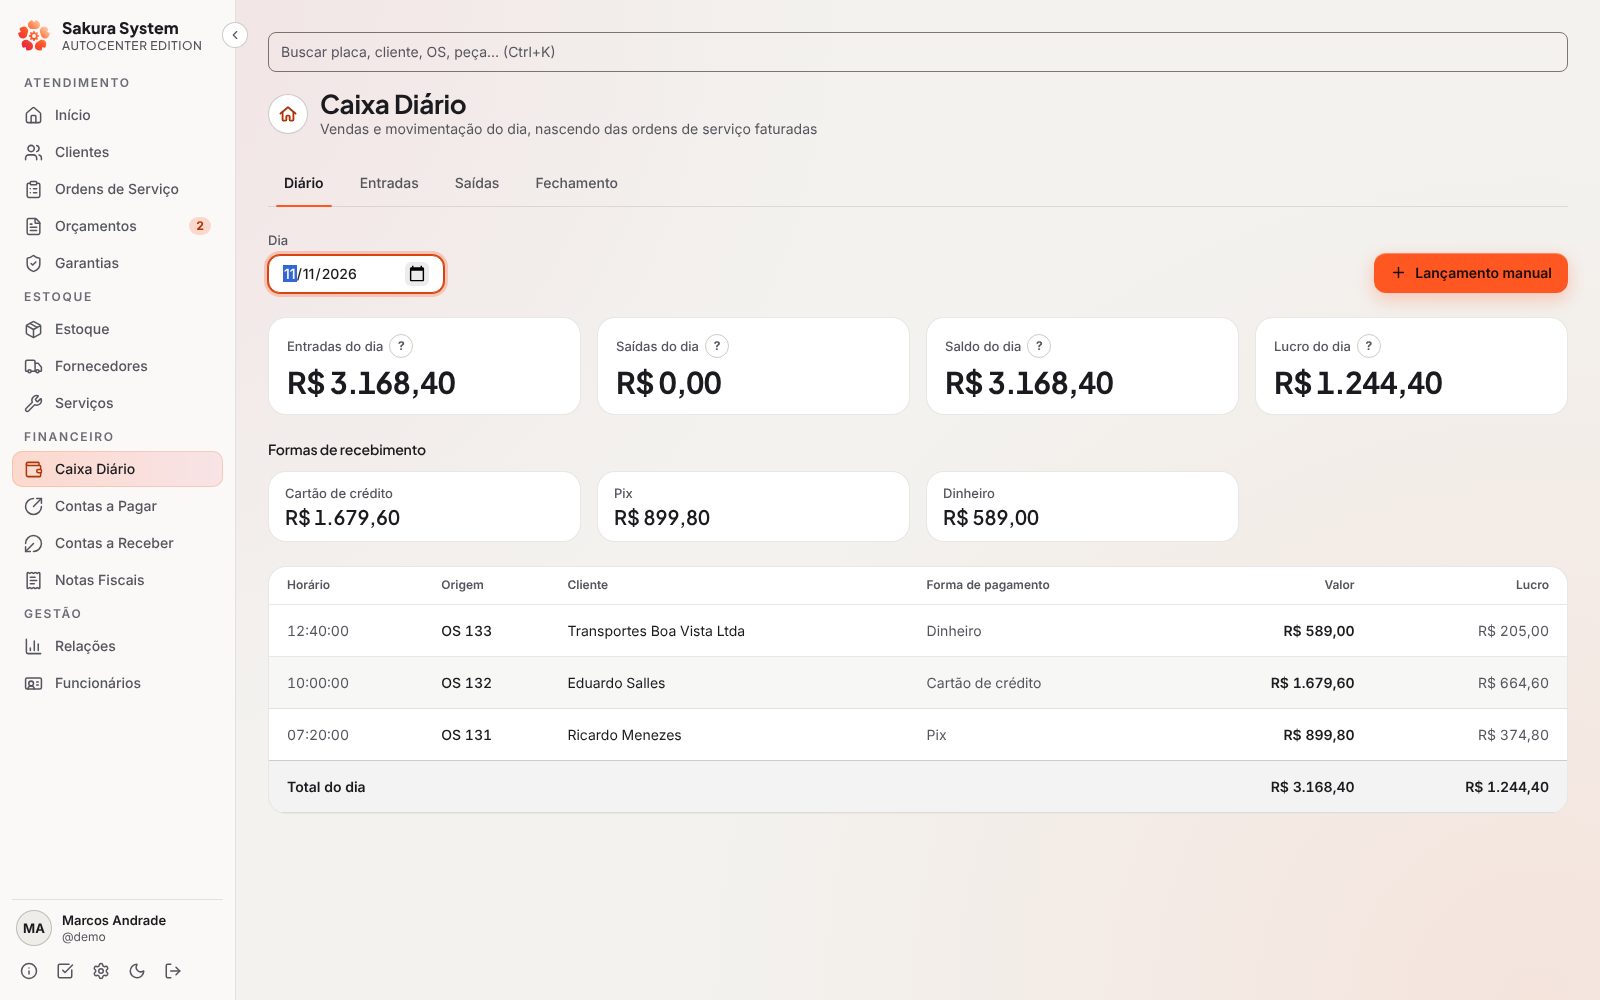 Sakura System
AUTOCENTER EDITION
ATENDIMENTO
Início
Clientes
Ordens de Serviço
Orçamentos 2
Garantias
ESTOQUE
Estoque
Fornecedores
Serviços
FINANCEIRO
Caixa Diário
Contas a Pagar
Contas a Receber
Notas Fiscais
GESTÃO
Relações
Funcionários
MA
Marcos Andrade
@demo
Buscar placa, cliente, OS, peça... (Ctrl+K)
Caixa Diário
Vendas e movimentação do dia, nascendo das ordens de serviço faturadas
Diário Entradas Saídas Fechamento
Dia
11/11/2026
+ Lançamento manual
Entradas do dia ?
R$ 3.168,40
Saídas do dia ?
R$ 0,00
Saldo do dia ?
R$ 3.168,40
Lucro do dia ?
R$ 1.244,40
Formas de recebimento
Cartão de crédito
R$ 1.679,60
Pix
R$ 899,80
Dinheiro
R$ 589,00
Horário Origem Cliente Forma de pagamento Valor Lucro
12:40:00 OS 133 Transportes Boa Vista Ltda Dinheiro R$ 589,00 R$ 205,00
10:00:00 OS 132 Eduardo Salles Cartão de crédito R$ 1.679,60 R$ 664,60
07:20:00 OS 131 Ricardo Menezes Pix R$ 899,80 R$ 374,80
Total do dia R$ 3.168,40 R$ 1.244,40